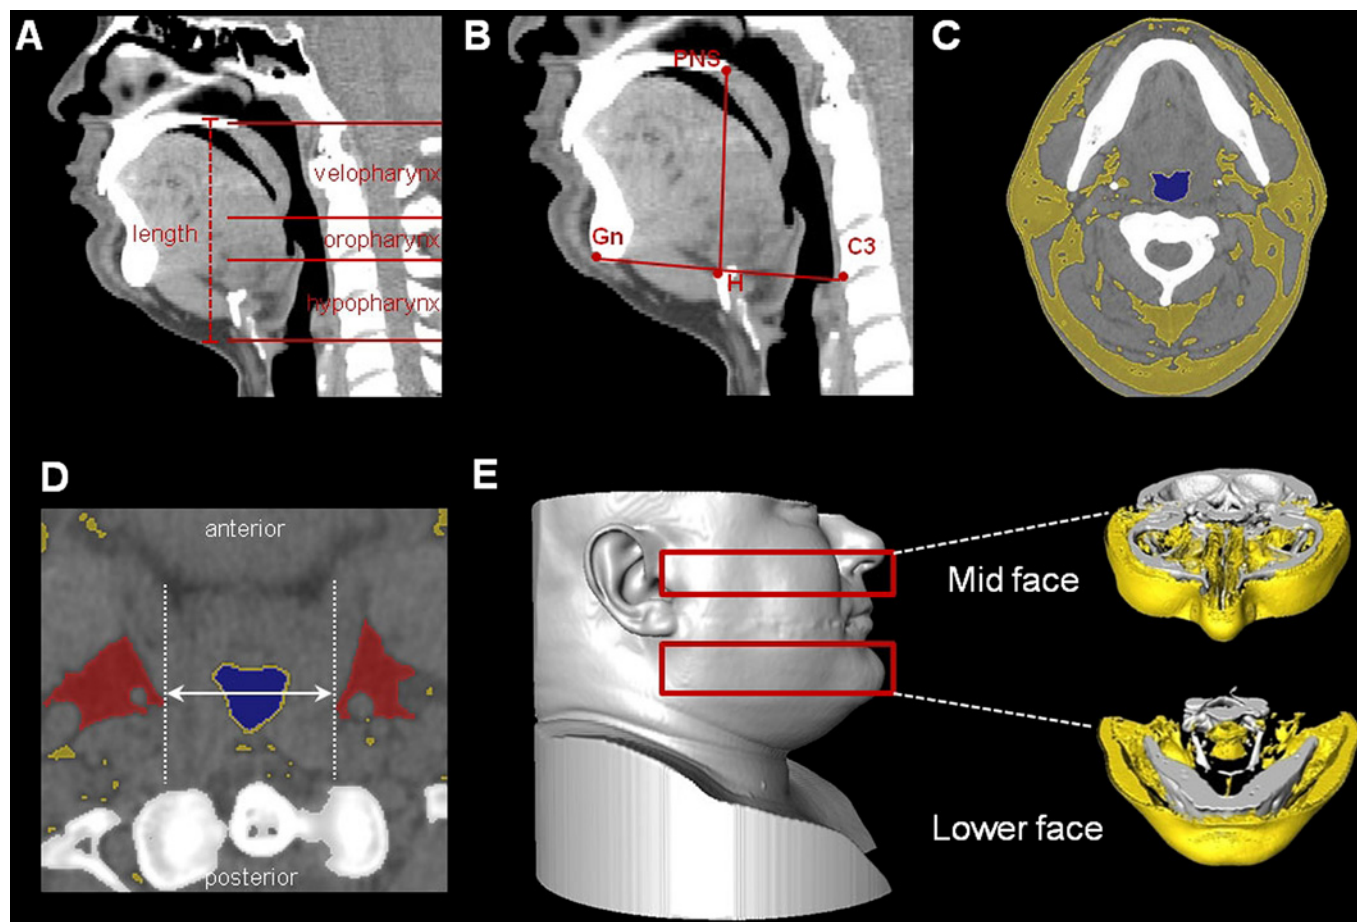 A
velopharynx
length
oropharynx
hypopharynx
B
PNS
Gn
C3
H
C
D
anterior
posterior
E
Mid face
Lower face